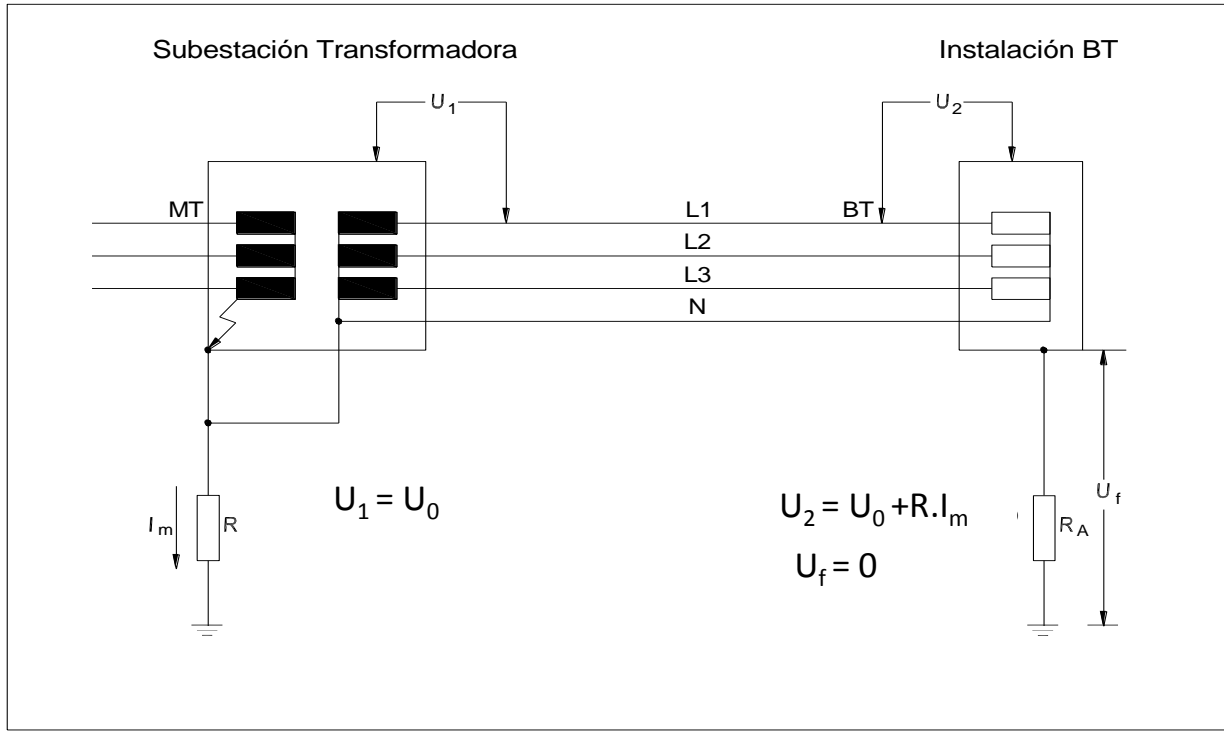 Subestación Transformadora
Instalación BT
U1
U2
MT
L1
BT
L2
L3
N
U1 = U0
U2 = U0 +R.Im
Uf = 0
Im
R
RA
Uf